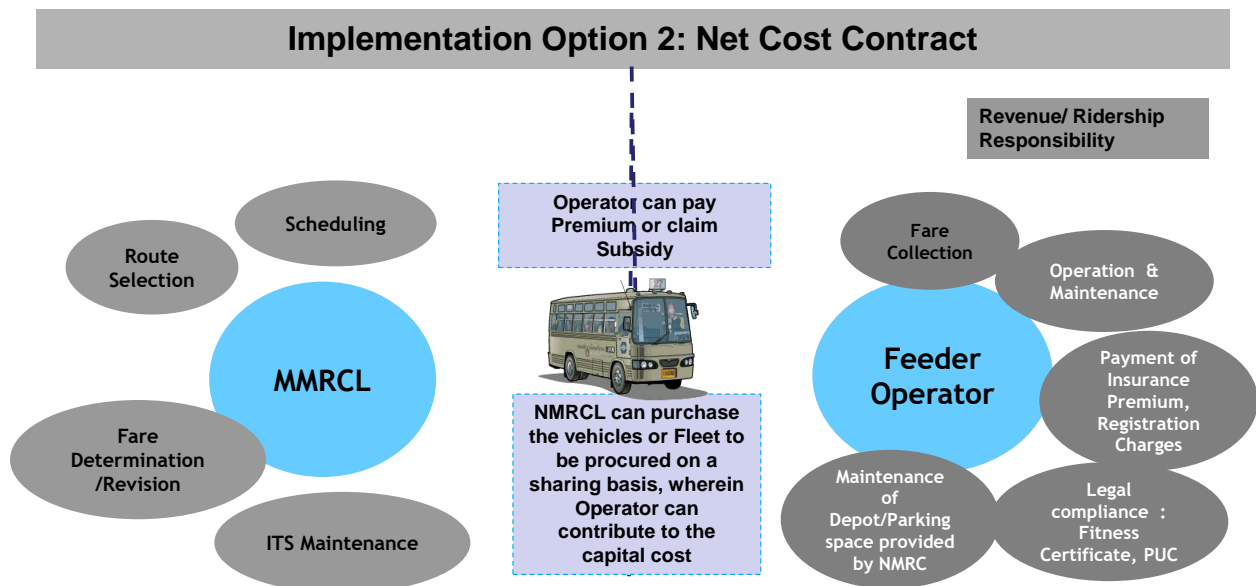 Implementation Option 2: Net Cost Contract
Revenue/ Ridership
Responsibility
Scheduling
Route
Selection
MMRCL
Fare
Determination
/Revision
ITS Maintenance
Operator can pay
Premium or claim
Subsidy
NMRCL can purchase
the vehicles or Fleet to
be procured on a
sharing basis, wherein
Operator can
contribute to the
capital cost
Fare
Collection
Operation &
Maintenance
Feeder
Operator
Payment of
Insurance
Premium,
Registration
Charges
Maintenance
of
Depot/Parking
space provided
by NMRC
Legal
compliance :
Fitness
Certificate, PUC